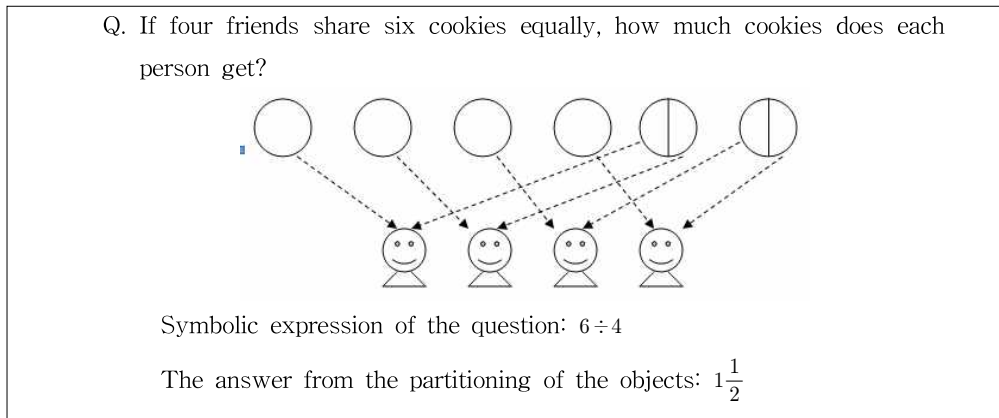 Q. If four friends share six cookies equally, how much cookies does each
person get?
Symbolic expression of the question: 6÷4
The answer from the partitioning of the objects: 1 1/2